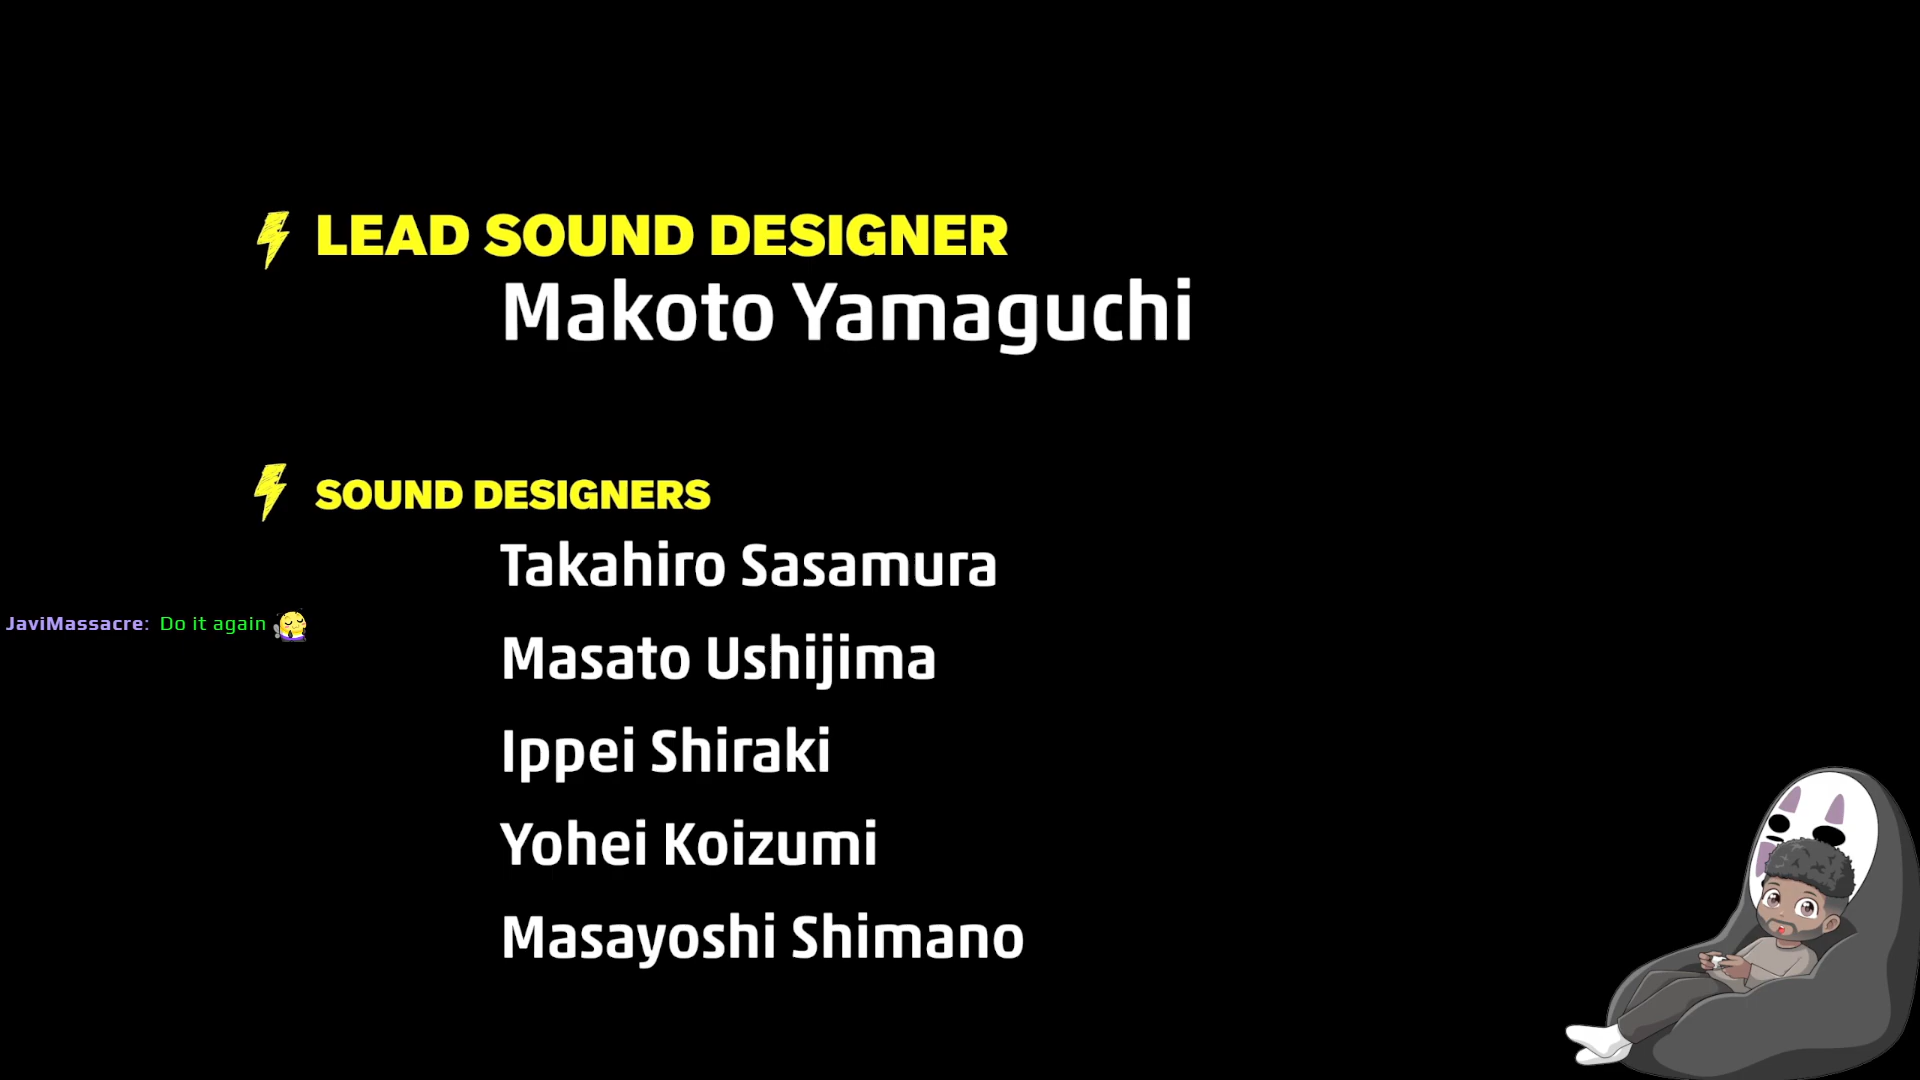 LEAD SOUND DESIGNER
Makoto Yamaguchi
SOUND DESIGNERS
Takahiro Sasamura
JaviMassacre: Do it again
Masato Ushijima
Ippei Shiraki
Yohei Koizumi
Masayoshi Shimano